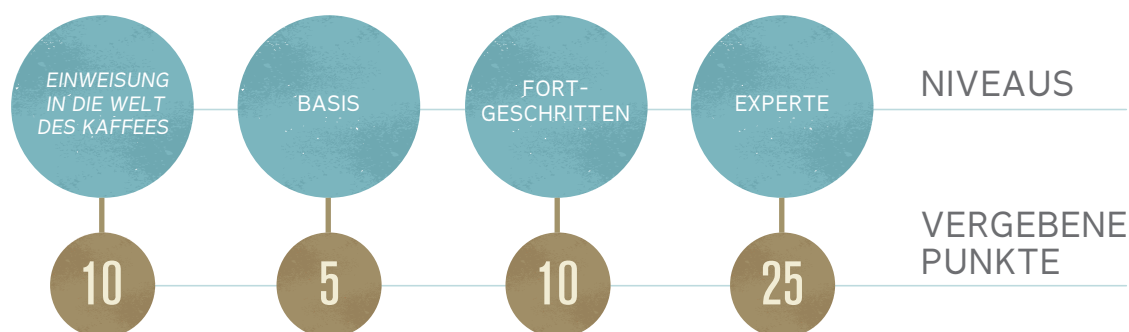 EINWEISUNG
IN DIE WELT
DES KAFFEES
BASIS
FORT-
GESCHRITTEN
EXPERTE
NIVEAUS
10
5
10
25
VERGEBENE
PUNKTE